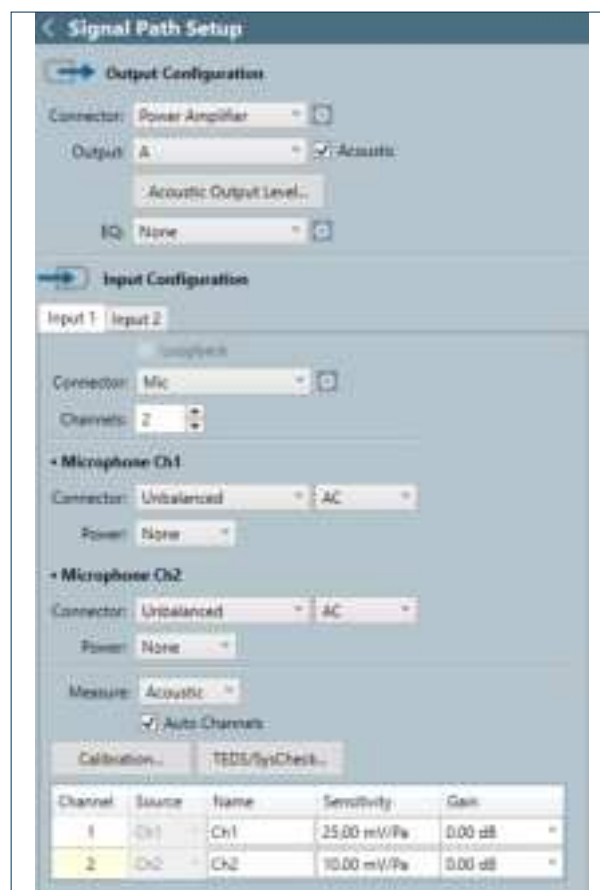 Signal Path Setup
Output Configuration
Connector: Power Amplifier
Output: A Acoustic
Acoustic Output Level...
EQ: None
Input Configuration
Input 1 Input 2
Loopback
Connector: Mic
Channels: 2
• Microphone Ch1
Connector: Unbalanced AC
Power: None
• Microphone Ch2
Connector: Unbalanced AC
Power: None
Measure: Acoustic
Auto Channels
Calibration... TEDS/SysCheck...
Channel Source Name Sensitivity Gain
1 Ch1 Ch1 25.00 mV/Pa 0.00 dB
2 Ch2 Ch2 10.00 mV/Pa 0.00 dB